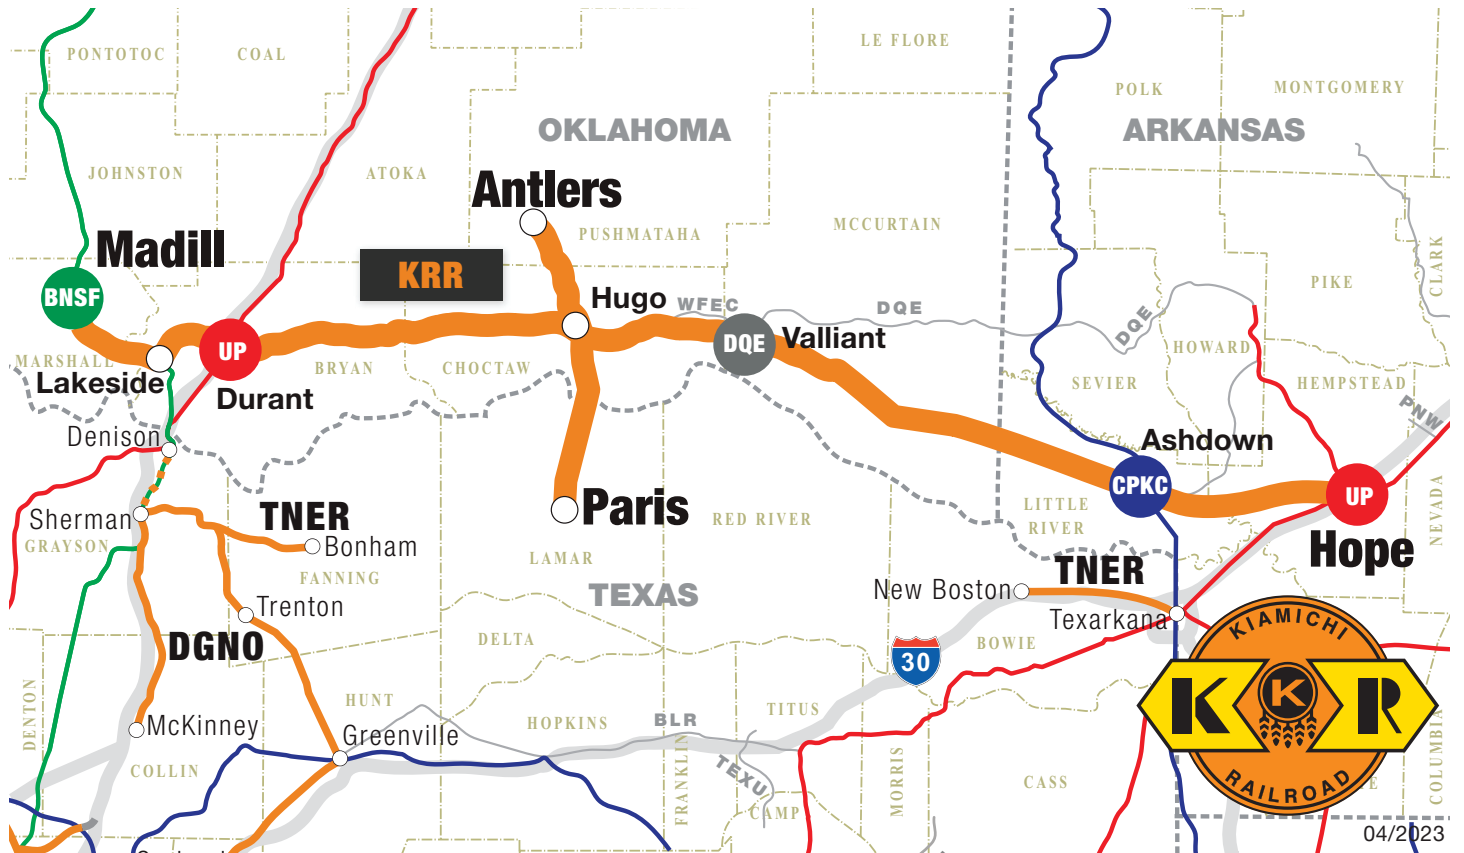 PONTOTOC
COAL
LE FLORE
POLK
MONTGOMERY
OKLAHOMA
ARKANSAS
JOHNSTON
ATOKA
Antlers
PUSHMATAHA
MCCURTAIN
Madill
CLARK
KRR
PIKE
BNSF
Hugo
WFEC
DQE
DQE
UP
DQE
Valliant
HOWARD
MARSHALL
BRYAN
CHOCTAW
Lakeside
SEVIER
HEMPSTEAD
Durant
PNW
Denison
Ashdown
CPKC
UP
Paris
LITTLE
RIVER
NEVADA
Sherman
TNER
RED RIVER
GRAYSON
Bonham
LAMAR
Hope
FANNING
TNER
TEXAS
New Boston
Trenton
Texarkana
DGNO
DELTA
BOWIE
KIAMICHI
30
K
K
R
RAILROAD
DENTON
HUNT
McKinney
Greenville
HOPKINS
BLR
TITUS
COLUMBIA
COLLIN
FRANKLIN
TEXU
MORRIS
CASS
CAMP
04/2023